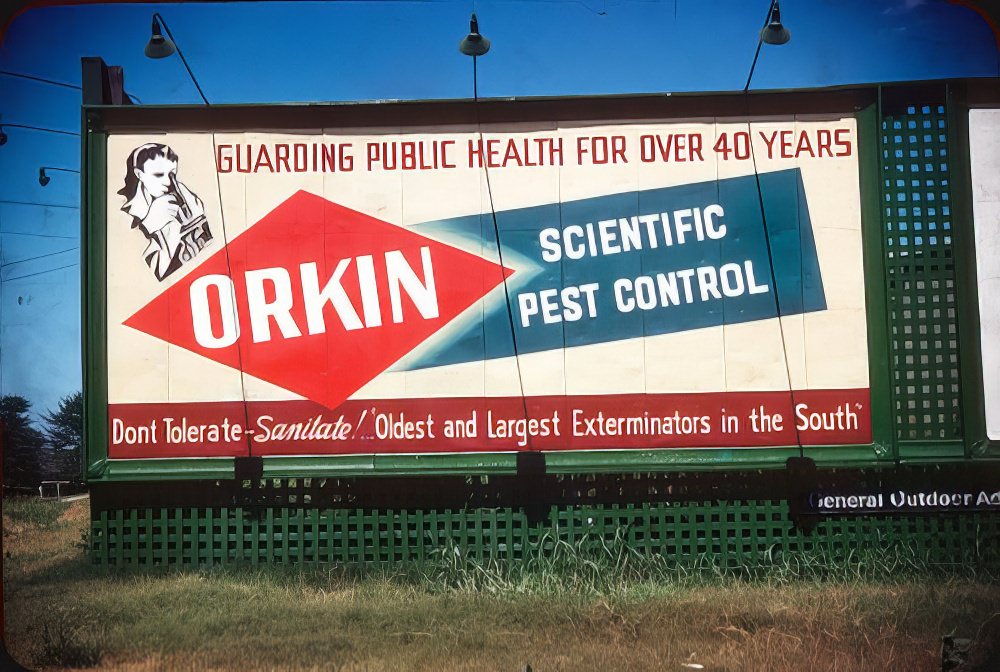 GUARDING PUBLIC HEALTH FOR OVER 40 YEARS
ORKIN
SCIENTIFIC
PEST CONTROL
Dont Tolerate-Sanitate! "Oldest and Largest Exterminators in the South"
General Outdoor Ad